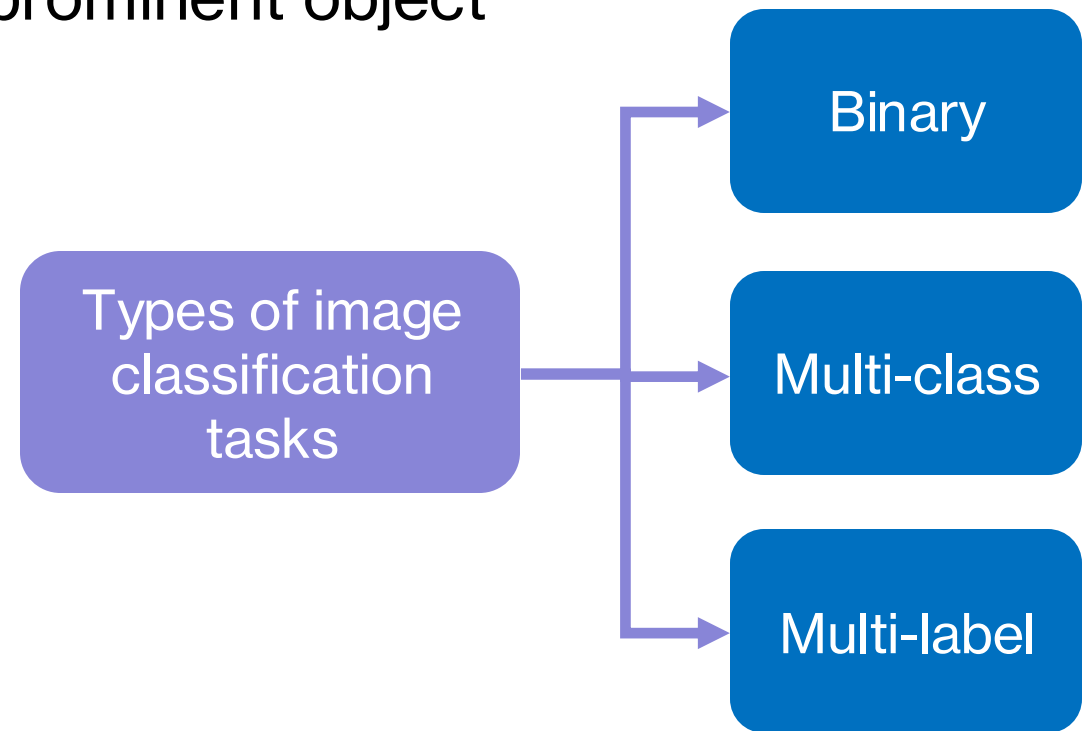 prominent object
Binary
Types of image
classification
tasks
Multi-class
Multi-label